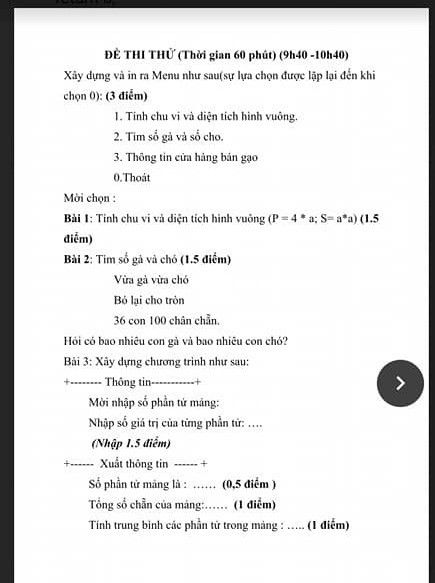 ĐỀ THI THỬ (Thời gian 60 phút) (9h40 -10h40)
Xây dựng và in ra Menu như sau(sự lựa chọn được lặp lại đến khi
chọn 0): (3 điểm)
1. Tính chu vi và diện tích hình vuông.
2. Tìm số gà và số cho.
3. Thông tin cửa hàng bán gạo
0.Thoát
Mời chọn :
Bài 1: Tính chu vi và diện tích hình vuông (P = 4 * a; S= a*a) (1.5
điểm)
Bài 2: Tìm số gà và chó (1.5 điểm)
Vừa gà vừa chó
Bó lại cho tròn
36 con 100 chân chẵn.
Hỏi có bao nhiêu con gà và bao nhiêu con chó?
Bài 3: Xây dựng chương trình như sau:
+-------- Thông tin-----------+
Mời nhập số phần tử mảng:
Nhập số giá trị của từng phần tử: ….
(Nhập 1.5 điểm)
+------ Xuất thông tin ------ +
Số phần tử mảng là : …… (0,5 điểm )
Tổng số chẵn của mảng:…… (1 điểm)
Tính trung bình các phần tử trong mảng : ….. (1 điểm)